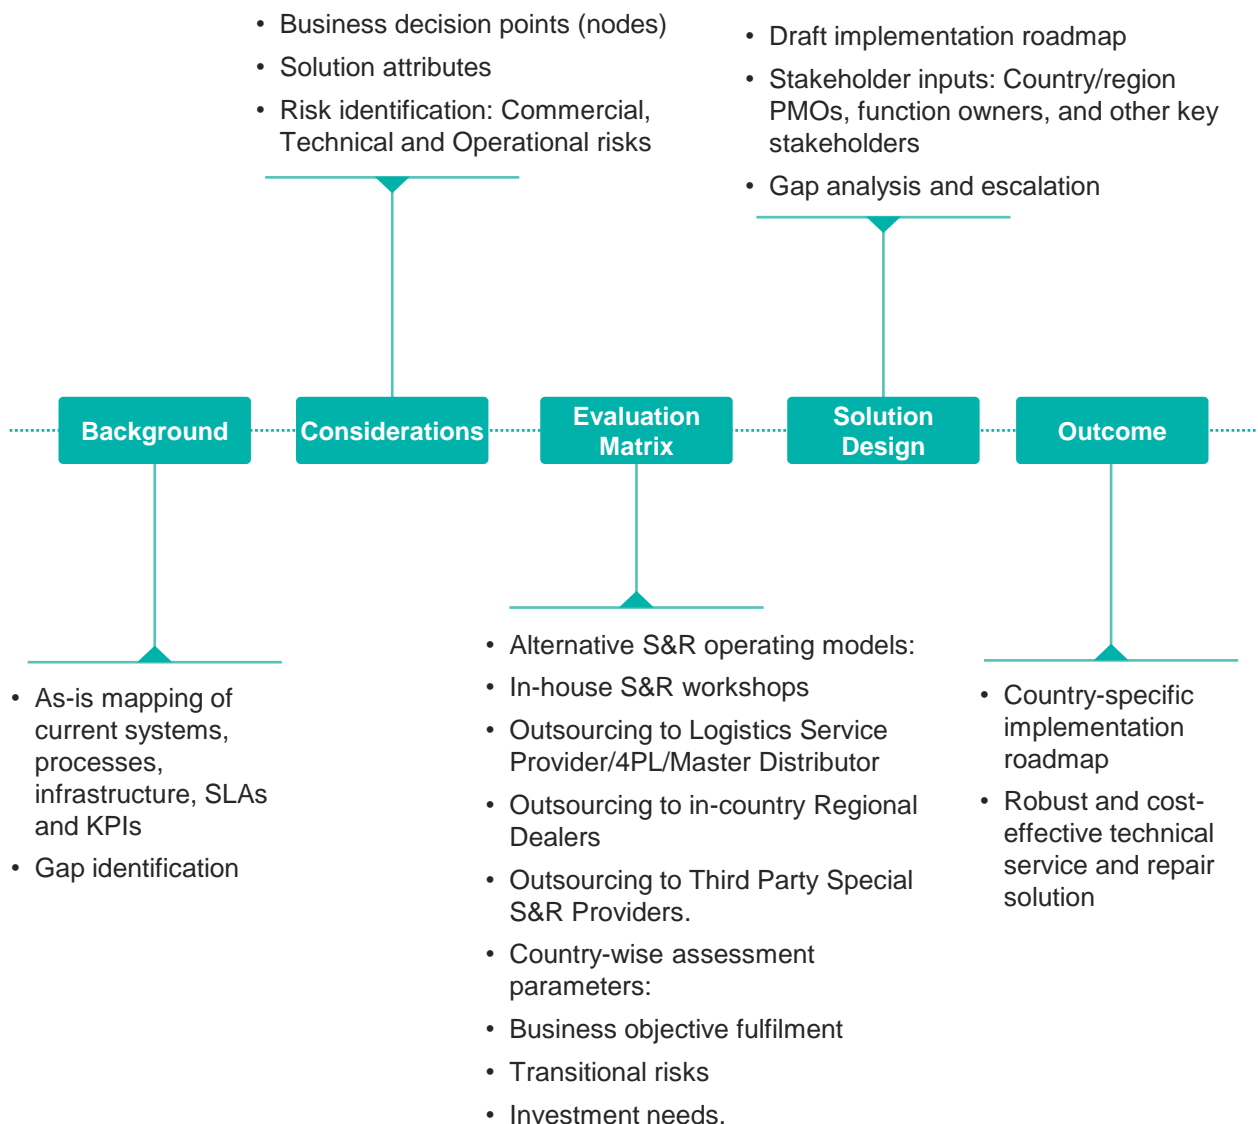 • Business decision points (nodes)
• Solution attributes
• Risk identification: Commercial,
Technical and Operational risks
• Draft implementation roadmap
• Stakeholder inputs: Country/region
PMOs, function owners, and other key
stakeholders
• Gap analysis and escalation
Background
Considerations
Evaluation
Matrix
Solution
Design
Outcome
• As-is mapping of
current systems,
processes,
infrastructure, SLAs
and KPIs
• Gap identification
• Alternative S&R operating models:
• In-house S&R workshops
• Outsourcing to Logistics Service
Provider/4PL/Master Distributor
• Outsourcing to in-country Regional
Dealers
• Outsourcing to Third Party Special
S&R Providers.
• Country-wise assessment
parameters:
• Business objective fulfilment
• Transitional risks
• Investment needs.
• Country-specific
implementation
roadmap
• Robust and cost-
effective technical
service and repair
solution